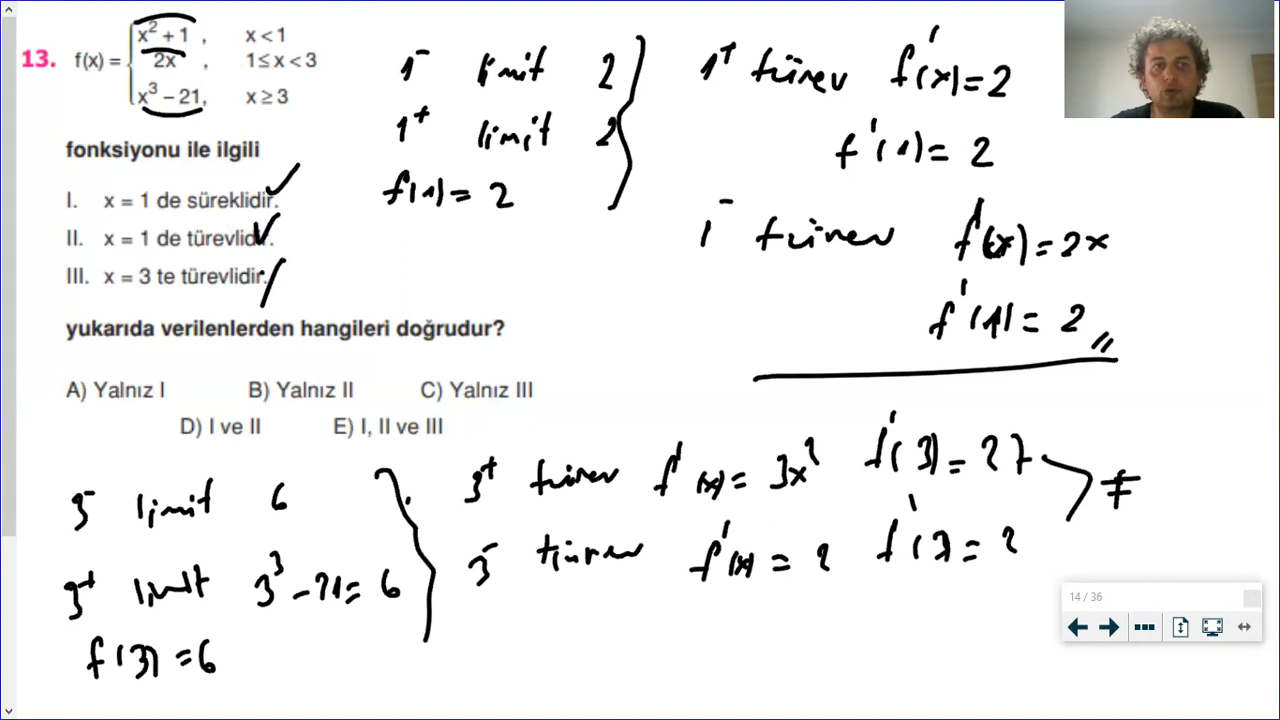 13. f(x) = { x² + 1 , x < 1
2x , 1 ≤ x < 3
x³ − 21, x ≥ 3
fonksiyonu ile ilgili
I. x = 1 de süreklidir.
II. x = 1 de türevlidir.
III. x = 3 te türevlidir.
yukarıda verilenlerden hangileri doğrudur?
A) Yalnız I B) Yalnız II C) Yalnız III
D) I ve II E) I, II ve III
1⁻ limit 2
1⁺ limit 2
f(1) = 2
1⁺ türev f'(x) = 2
f'(1) = 2
1⁻ türev f'(x) = 2x
f'(1) = 2
3⁻ limit 6
3⁺ limit 3³ − 21 = 6
f(3) = 6
3⁺ türev f'(x) = 3x² f'(3) = 27
≠
3⁻ türev f'(x) = 2 f'(3) = 2
14 / 36